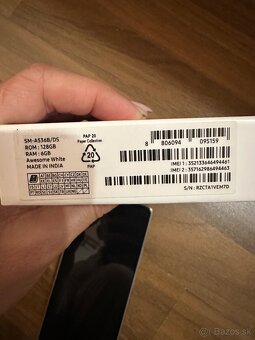 SM-A536B/DS
ROM : 128GB
RAM : 6GB
Awesome White
MADE IN INDIA
PAP 20
Paper Collection
20
PAP
8 806094 095159
IMEI 1 : 352133646494461
IMEI 2 : 357162986494463
S/N : RZCTA1VEM7D
Bazos.sk